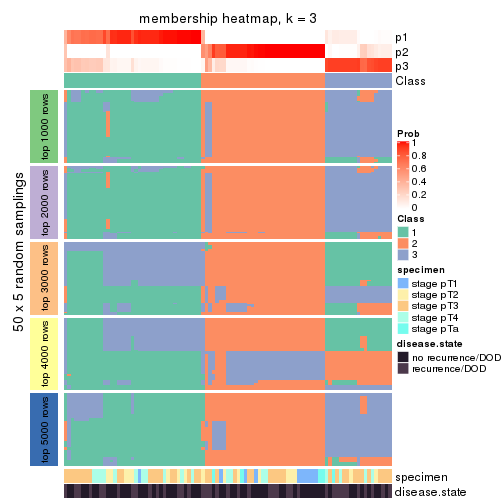 membership heatmap, k = 3
p1
p2
p3
Class
50 x 5 random samplings
top 1000 rows
top 2000 rows
top 3000 rows
top 4000 rows
top 5000 rows
specimen
disease.state
Prob
1
0.8
0.6
0.4
0.2
0
Class
1
2
3
specimen
stage pT1
stage pT2
stage pT3
stage pT4
stage pTa
disease.state
no recurrence/DOD
recurrence/DOD